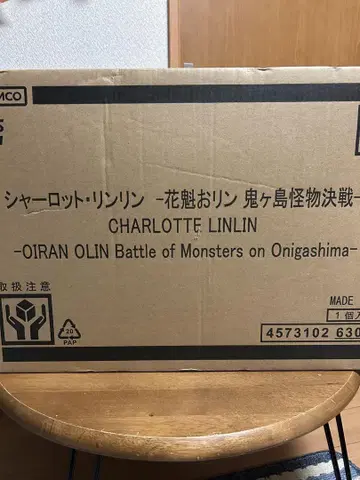 MCO
シャーロット・リンリン -花魁おリン 鬼ヶ島怪物決戦-
CHARLOTTE LINLIN
-OIRAN OLIN Battle of Monsters on Onigashima-
取扱注意
20
PAP
MADE
1個入
4573102 630